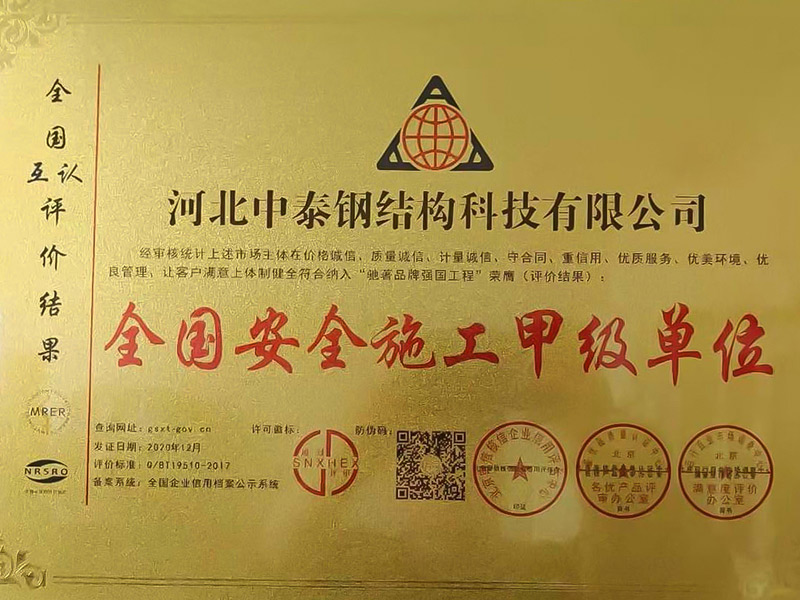 全国互认评价结果
河北中泰钢结构科技有限公司
经审核统计上述市场主体在价格诚信、质量诚信、计量诚信、守合同、重信用、优质服务、优美环境、优
良管理、让客户满意上体制健全符合纳入“驰著品牌强国工程”荣膺（评价结果）：
全国安全施工甲级单位
MRER
NRSRO
查询网址：gsxt·gov.cn
发证日期：2020年12月
评价标准：Q/BT19510-2017
备案系统：全国企业信用档案公示系统
许可徽标：
SNXHEX
评审
防伪码：
北京
名优产品评
审办公室
北京
满意度评价
办公室